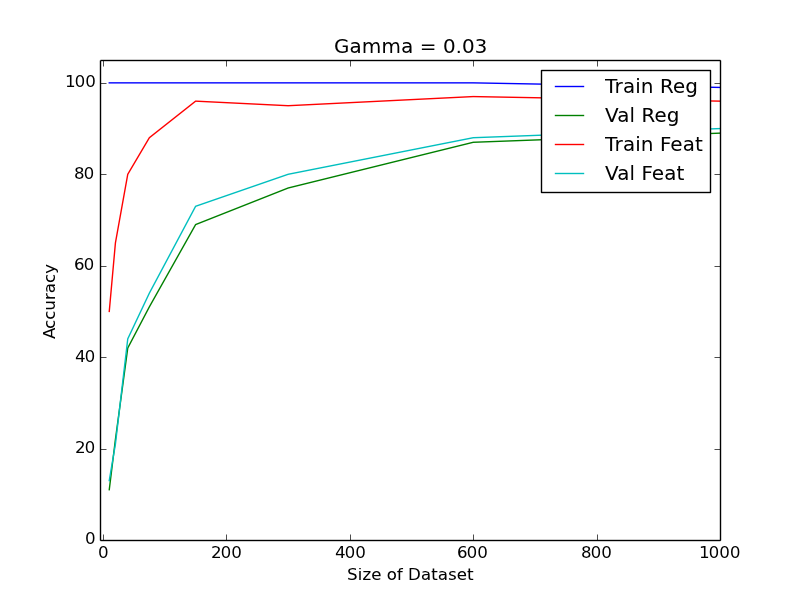 Gamma = 0.03
Accuracy
100
80
60
40
20
0
0 200 400 600 800 1000
Size of Dataset
Train Reg
Val Reg
Train Feat
Val Feat